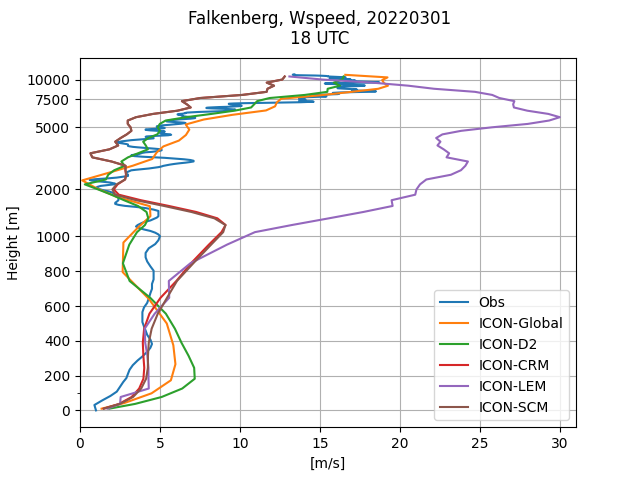 Falkenberg, Wspeed, 20220301
18 UTC
10000
7500
5000
2000
1000
800
600
400
200
0
Height [m]
Obs
ICON-Global
ICON-D2
ICON-CRM
ICON-LEM
ICON-SCM
0 5 10 15 20 25 30
[m/s]